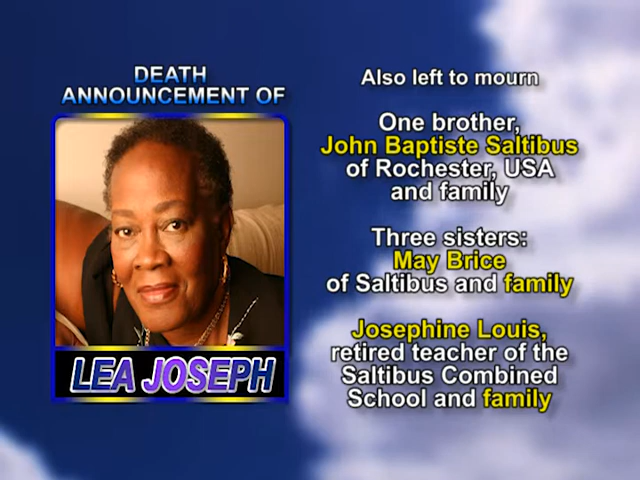 DEATH
ANNOUNCEMENT OF
LEA JOSEPH
Also left to mourn
One brother,
John Baptiste Saltibus
of Rochester, USA
and family
Three sisters:
May Brice
of Saltibus and family
Josephine Louis,
retired teacher of the
Saltibus Combined
School and family